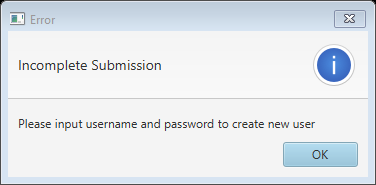 Error
Incomplete Submission
Please input username and password to create new user
OK